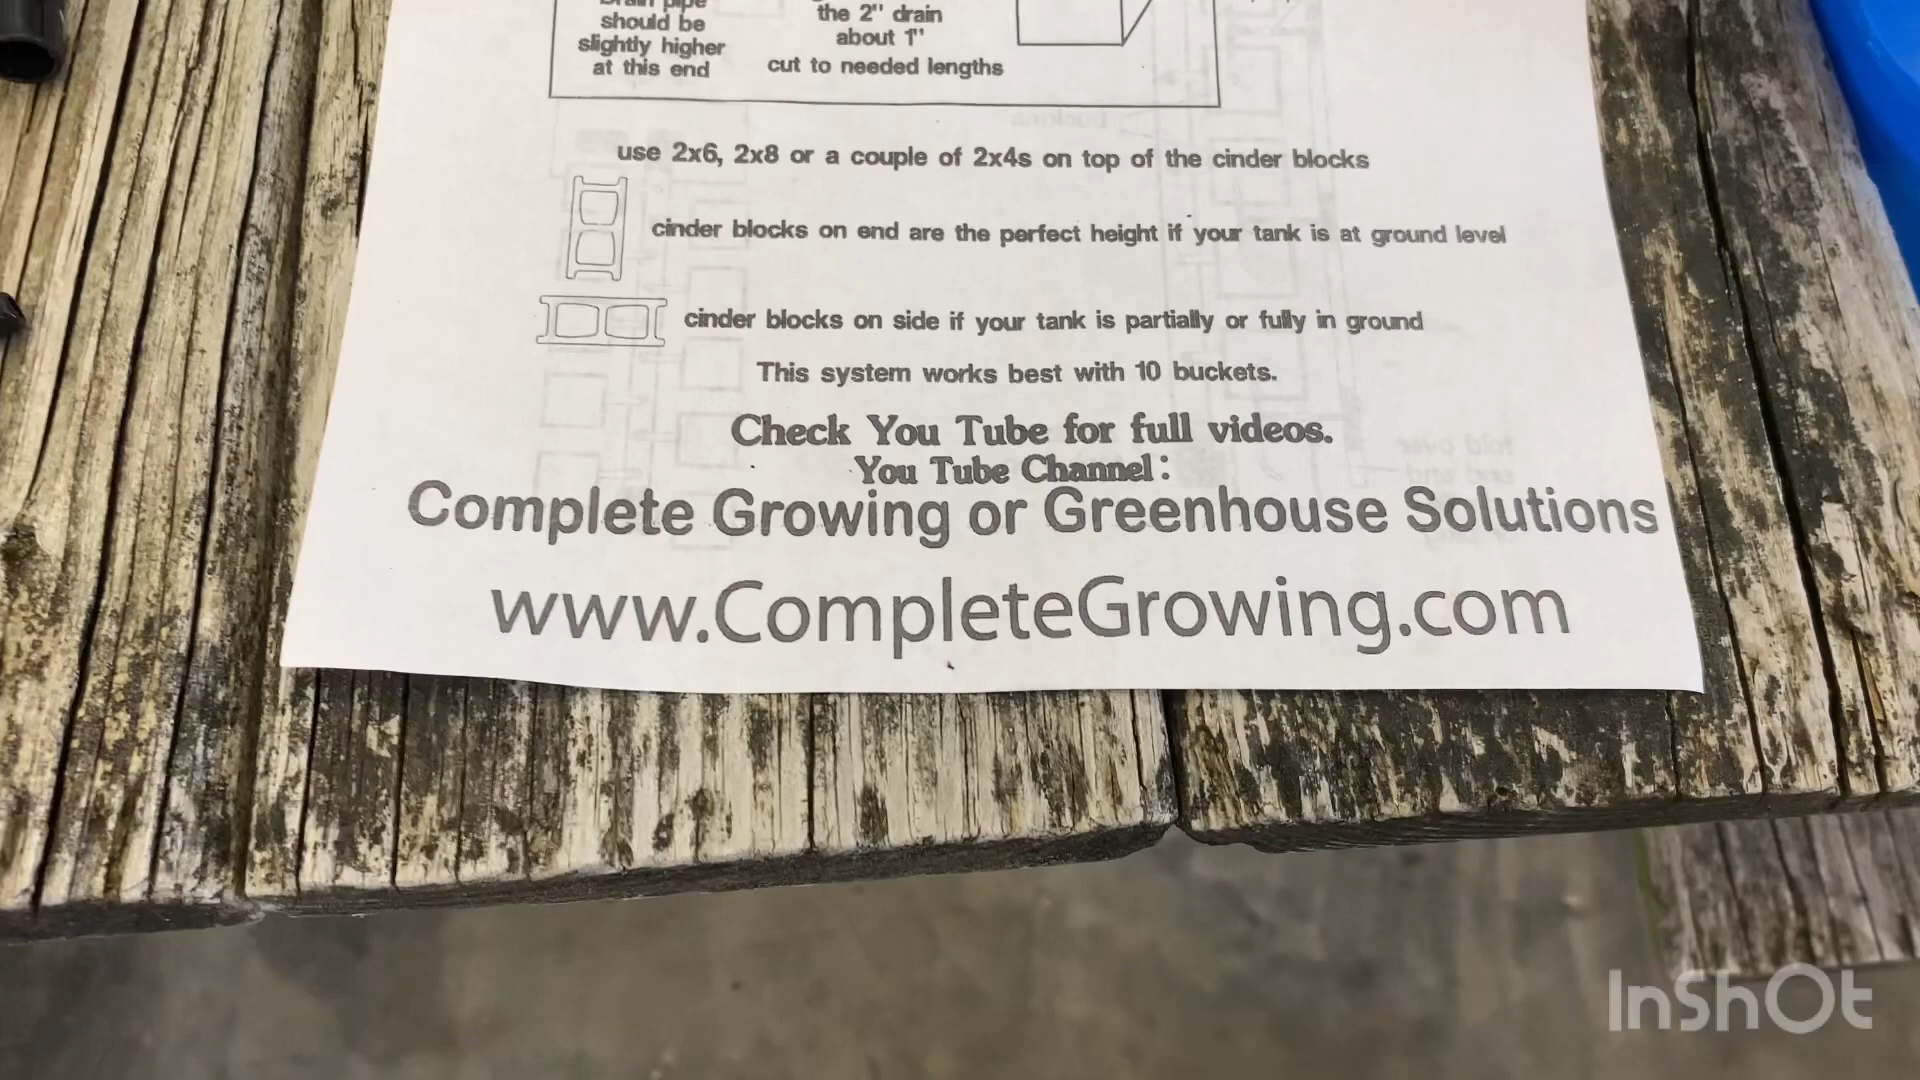 Drain pipe
should be
slightly higher
at this end
the 2" drain
about 1"
cut to needed lengths
use 2x6, 2x8 or a couple of 2x4s on top of the cinder blocks
cinder blocks on end are the perfect height if your tank is at ground level
cinder blocks on side if your tank is partially or fully in ground
This system works best with 10 buckets.
Check You Tube for full videos.
You Tube Channel:
Complete Growing or Greenhouse Solutions
www.CompleteGrowing.com
InShOt